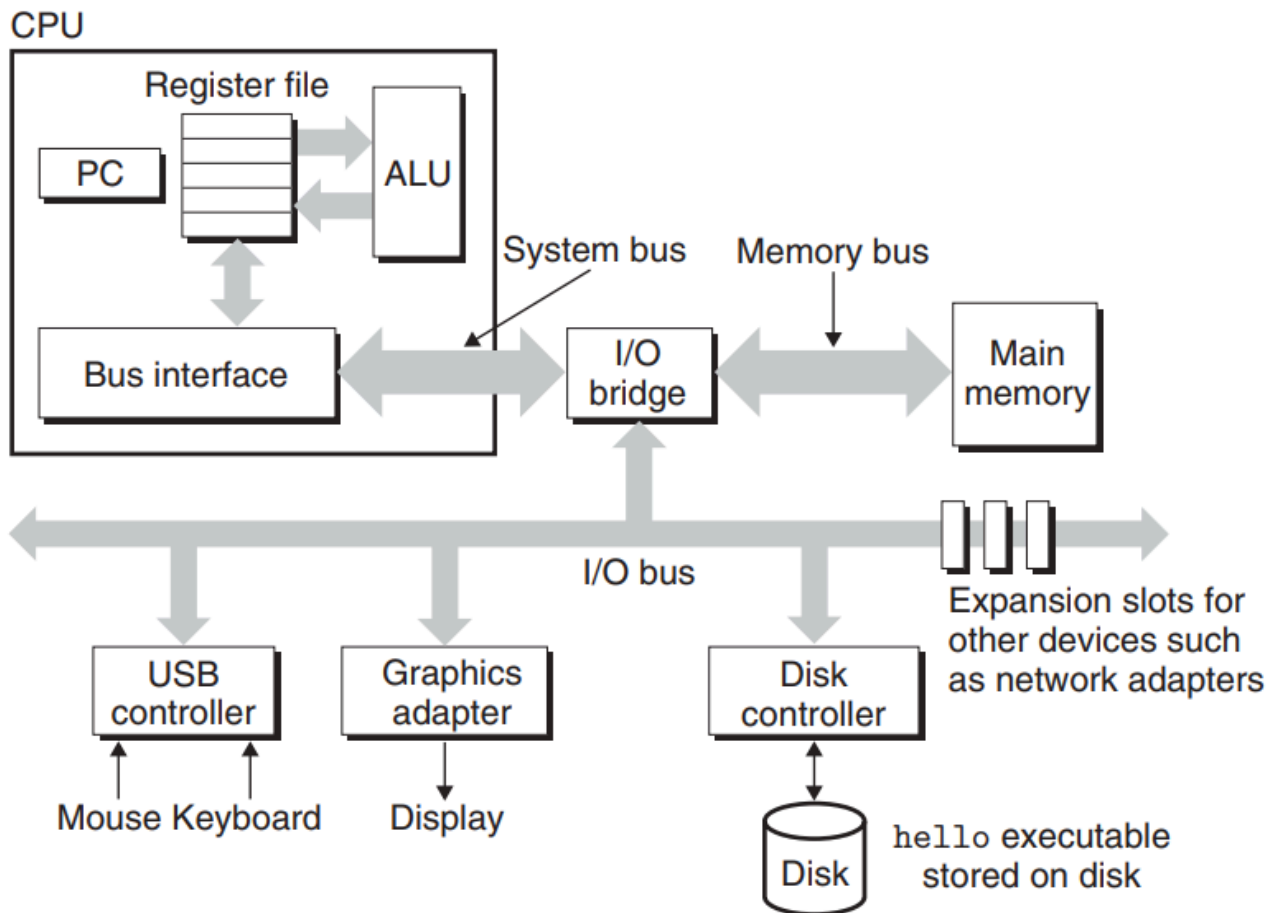 CPU
Register file
PC
ALU
System bus
Memory bus
Bus interface
I/O
bridge
Main
memory
I/O bus
Expansion slots for
other devices such
as network adapters
USB
controller
Graphics
adapter
Disk
controller
Mouse Keyboard
Display
Disk
hello executable
stored on disk